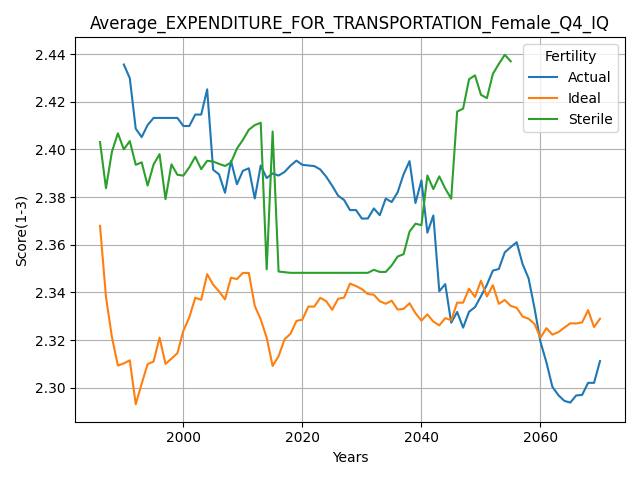 Average_EXPENDITURE_FOR_TRANSPORTATION_Female_Q4_IQ
Fertility
Actual
Ideal
Sterile
Score(1-3)
2.44
2.42
2.40
2.38
2.36
2.34
2.32
2.30
2000
2020
2040
2060
Years